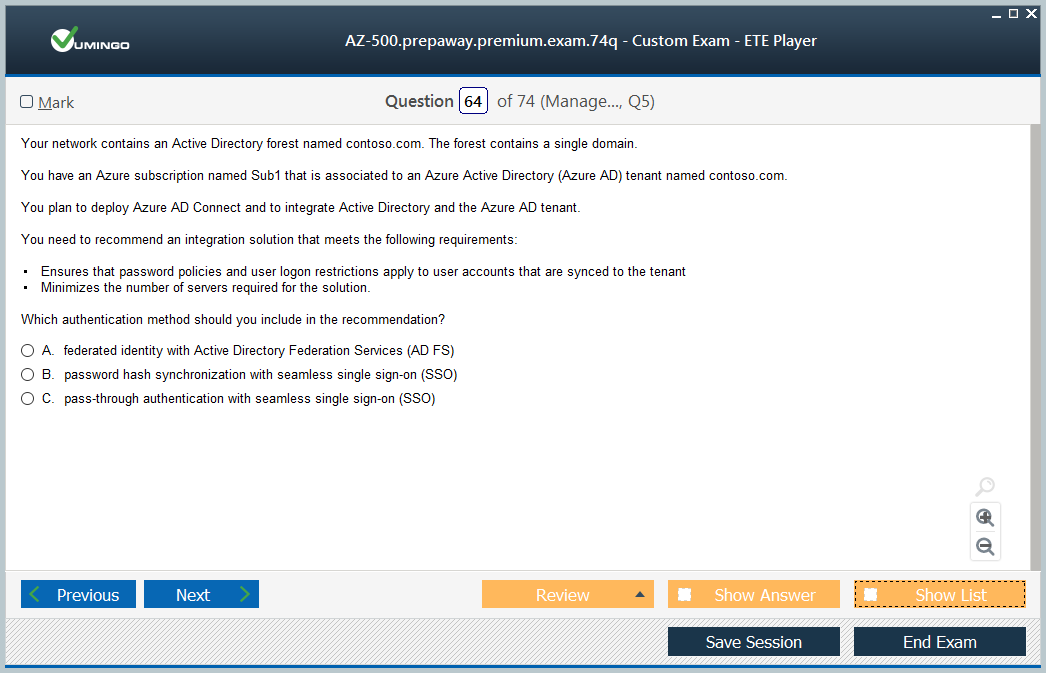 VUMINGO
AZ-500.prepaway.premium.exam.74q - Custom Exam - ETE Player
Mark
Question 64 of 74 (Manage..., Q5)
Your network contains an Active Directory forest named contoso.com. The forest contains a single domain.
You have an Azure subscription named Sub1 that is associated to an Azure Active Directory (Azure AD) tenant named contoso.com.
You plan to deploy Azure AD Connect and to integrate Active Directory and the Azure AD tenant.
You need to recommend an integration solution that meets the following requirements:
▪ Ensures that password policies and user logon restrictions apply to user accounts that are synced to the tenant
▪ Minimizes the number of servers required for the solution.
Which authentication method should you include in the recommendation?
A. federated identity with Active Directory Federation Services (AD FS)
B. password hash synchronization with seamless single sign-on (SSO)
C. pass-through authentication with seamless single sign-on (SSO)
Previous Next Review Show Answer Show List
Save Session End Exam